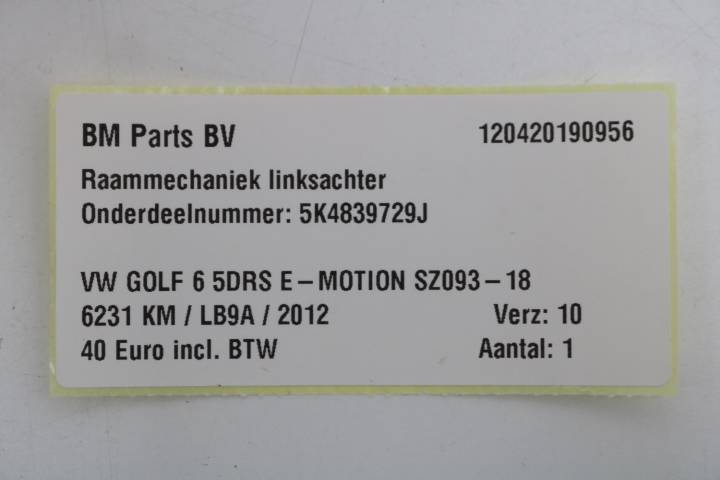 BM Parts BV 120420190956
Raammechaniek linksachter
Onderdeelnummer: 5K4839729J
VW GOLF 6 5DRS E-MOTION SZ093-18
6231 KM / LB9A / 2012 Verz: 10
40 Euro incl. BTW Aantal: 1